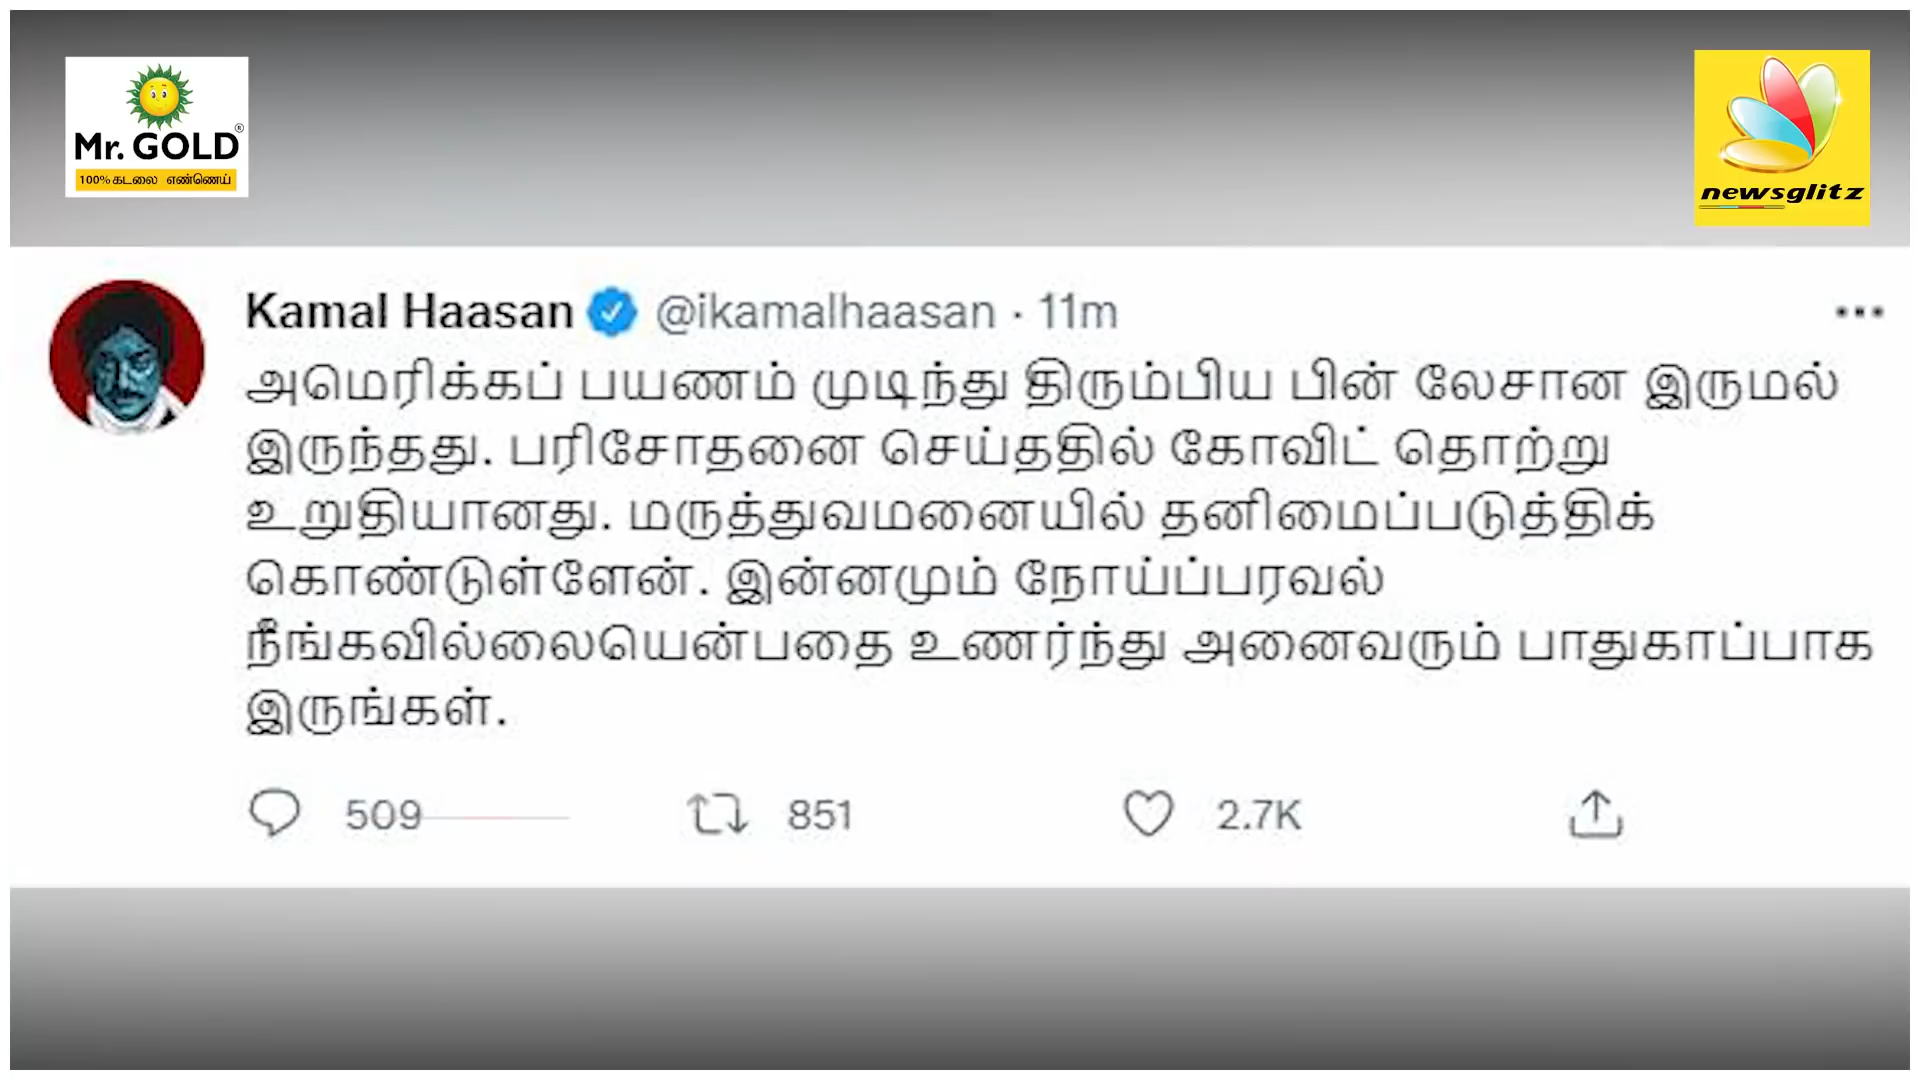 Mr. GOLD®
100% கடலை எண்ணெய்
newsglitz
Kamal Haasan @ikamalhaasan · 11m
அமெரிக்கப் பயணம் முடிந்து திரும்பிய பின் லேசான இருமல்
இருந்தது. பரிசோதனை செய்ததில் கோவிட் தொற்று
உறுதியானது. மருத்துவமனையில் தனிமைப்படுத்திக்
கொண்டுள்ளேன். இன்னமும் நோய்ப்பரவல்
நீங்கவில்லையென்பதை உணர்ந்து அனைவரும் பாதுகாப்பாக
இருங்கள்.
509 851 2.7K